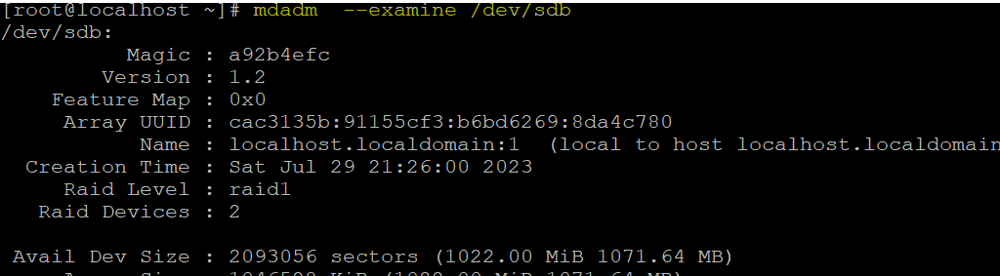 [root@localhost ~]# mdadm  --examine /dev/sdb
/dev/sdb:
          Magic : a92b4efc
        Version : 1.2
    Feature Map : 0x0
     Array UUID : cac3135b:91155cf3:b6bd6269:8da4c780
           Name : localhost.localdomain:1  (local to host localhost.localdomain
  Creation Time : Sat Jul 29 21:26:00 2023
     Raid Level : raid1
   Raid Devices : 2
 Avail Dev Size : 2093056 sectors (1022.00 MiB 1071.64 MB)